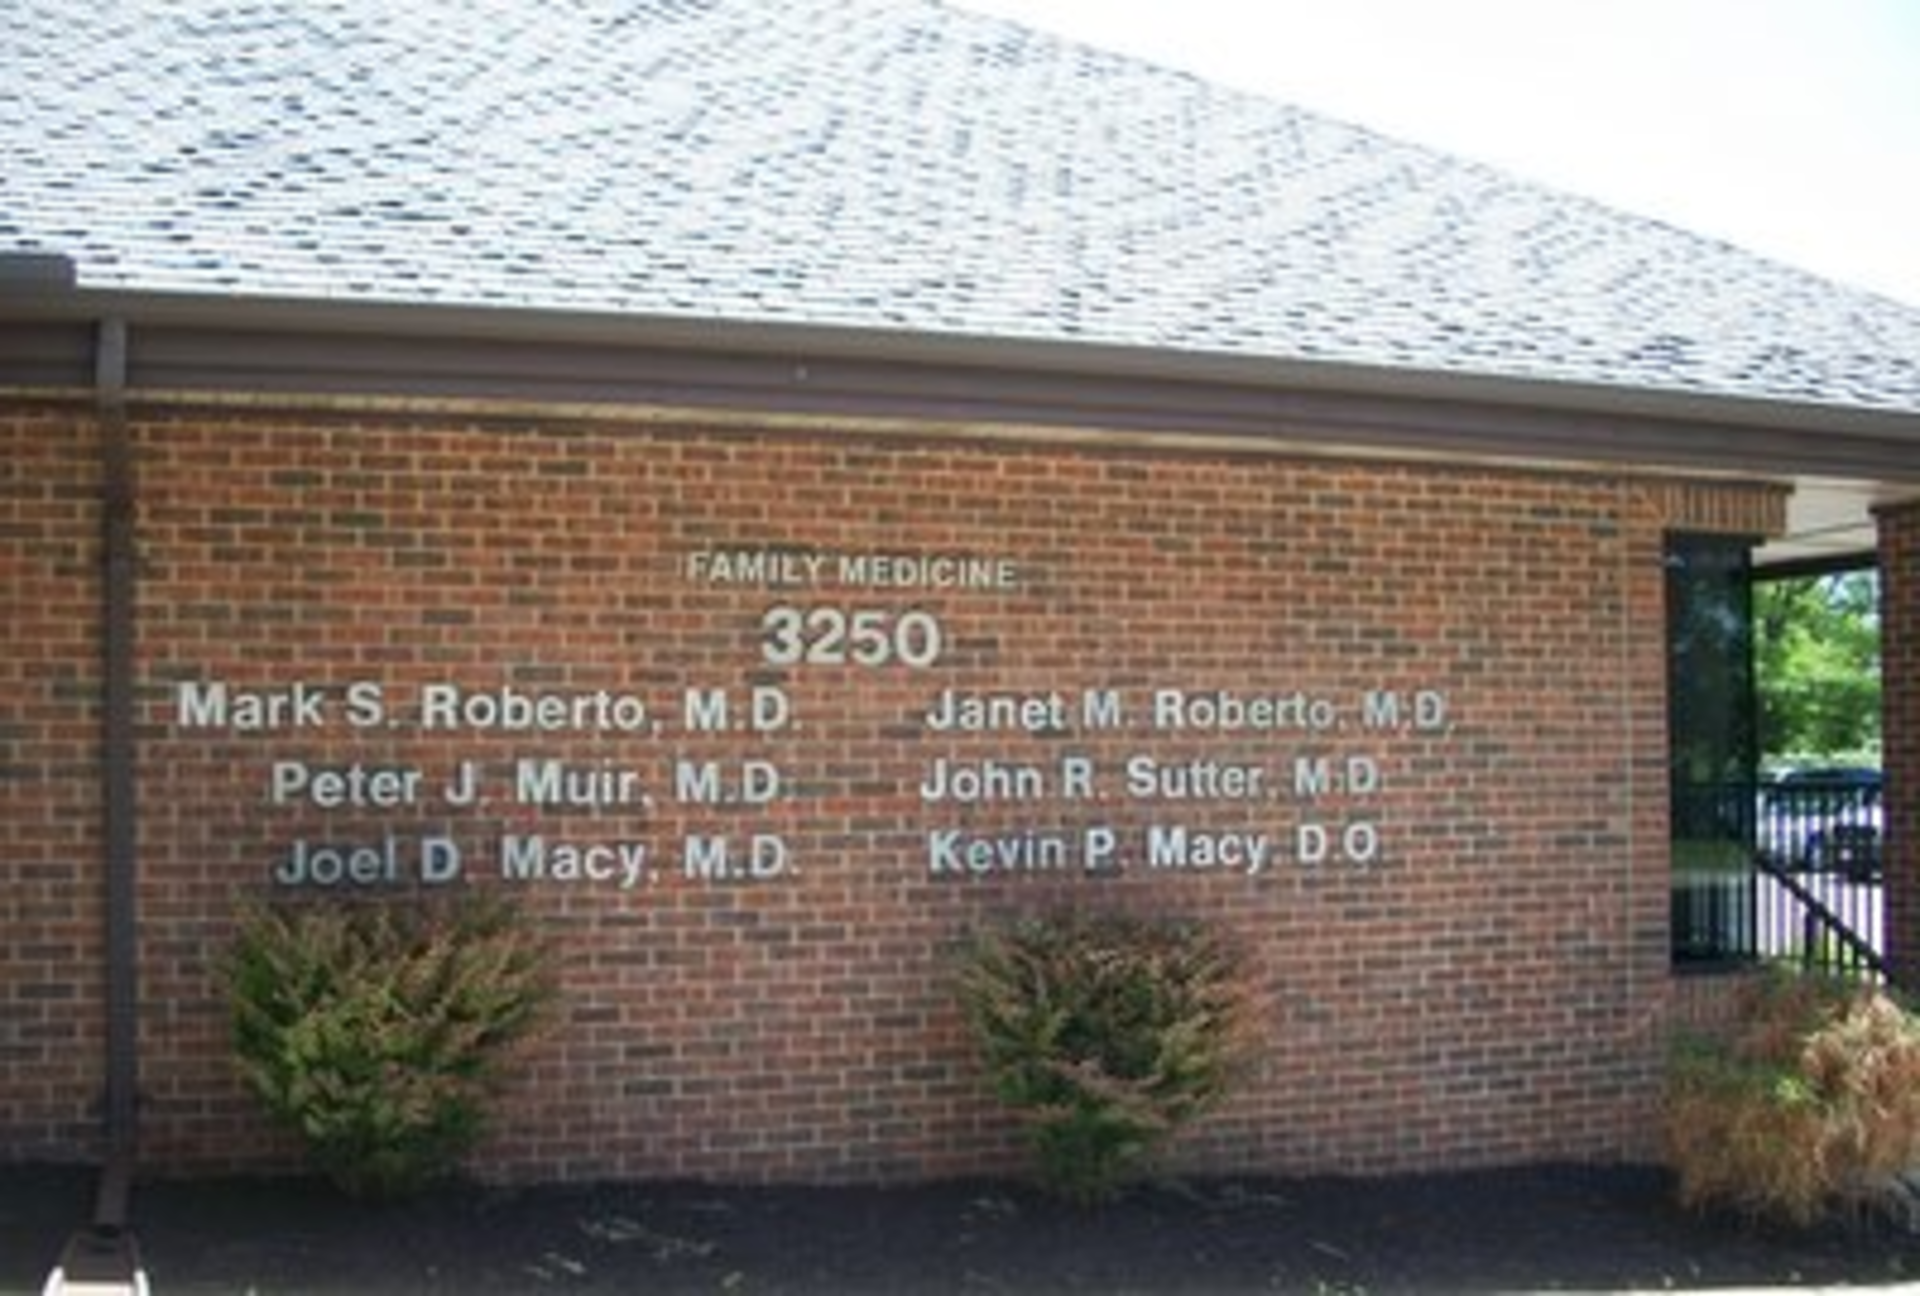 FAMILY MEDICINE
3250
Mark S. Roberto, M.D. Janet M. Roberto, M.D.
Peter J. Muir, M.D. John R. Sutter, M.D.
Joel D. Macy, M.D. Kevin P. Macy, D.O.